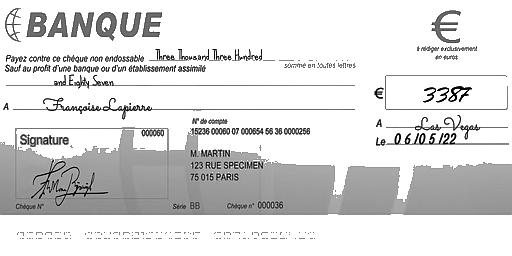 BANQUE
€
à rédiger exclusivement
en euros
Payez contre ce chèque non endossable Three Thousand Three Hundred
Sauf au profit d'une banque ou d'un établissement assimilé
somme en toutes lettres
and Eighty Seven
€ 3387
A Françoise Lapierre
A Las Vegas
Le 06/05/22
Signature
000060
N° de compte
15236 00060 07 000654 56 36 0000256
M. MARTIN
123 RUE SPECIMEN
75 015 PARIS
Chèque N°
Série BB
Chèque n° 000036